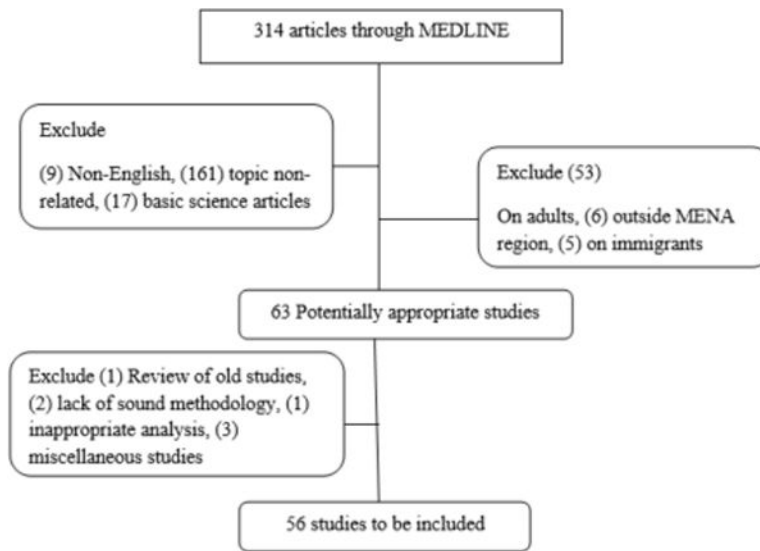 314 articles through MEDLINE
Exclude
(9) Non-English, (161) topic non-
related, (17) basic science articles
Exclude (53)
On adults, (6) outside MENA
region, (5) on immigrants
63 Potentially appropriate studies
Exclude (1) Review of old studies,
(2) lack of sound methodology, (1)
inappropriate analysis, (3)
miscellaneous studies
56 studies to be included